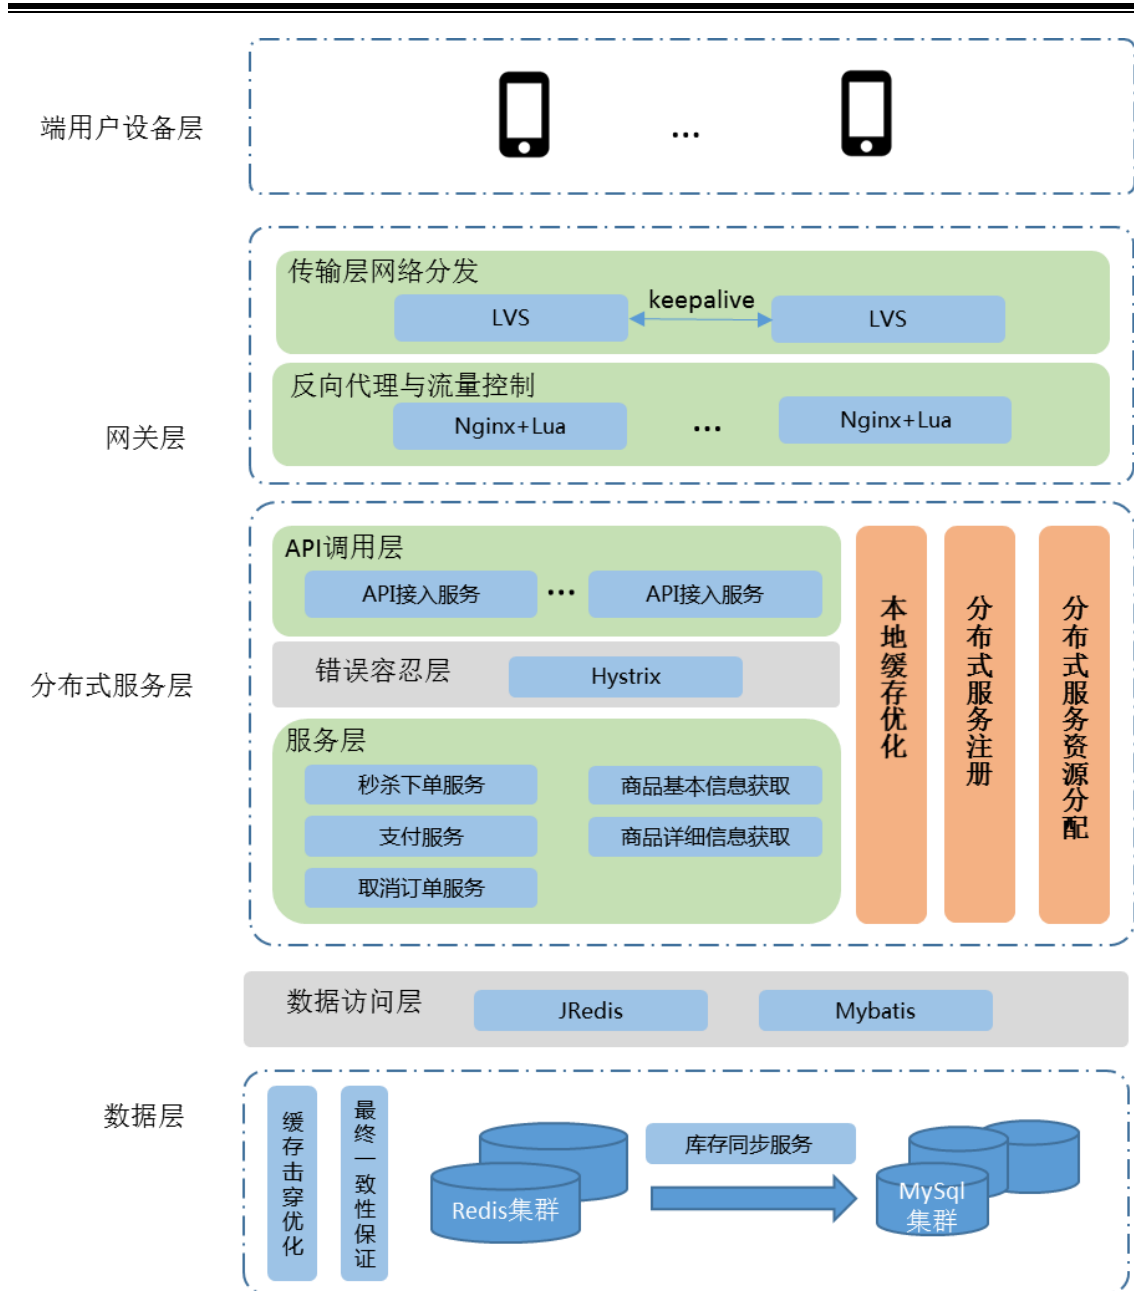 端用户设备层
...
传输层网络分发
LVS
keepalive
LVS
网关层
反向代理与流量控制
Nginx+Lua
...
Nginx+Lua
分布式服务层
API调用层
API接入服务
...
API接入服务
错误容忍层
Hystrix
服务层
秒杀下单服务
商品基本信息获取
支付服务
商品详细信息获取
取消订单服务
本地缓存优化
分布式服务注册
分布式服务资源分配
数据访问层
JRedis
Mybatis
数据层
缓存击穿优化
最终一致性保证
Redis集群
库存同步服务
MySql
集群